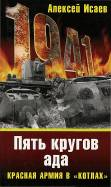 Алексей Исаев
1941
Пять кругов
ада
КРАСНАЯ АРМИЯ В «КОТЛАХ»